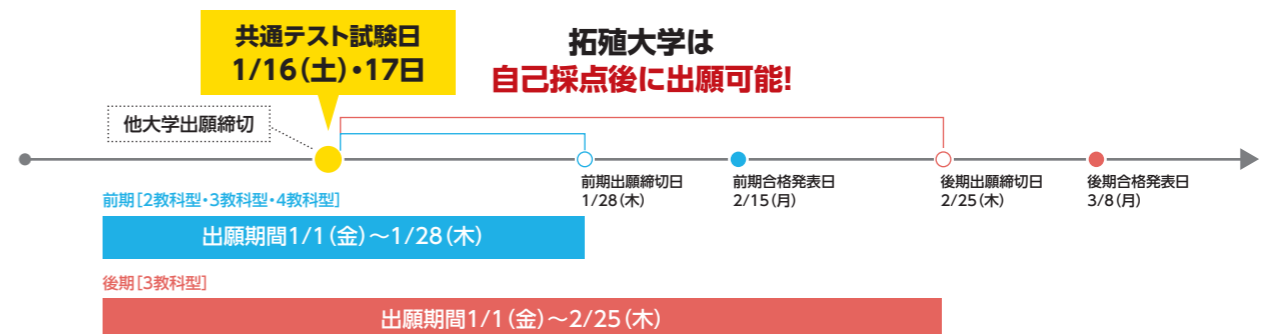 共通テスト試験日
1/16(土)・17日
拓殖大学は
自己採点後に出願可能!
他大学出願締切
前期出願締切日
1/28(木)
前期合格発表日
2/15(月)
後期出願締切日
2/25(木)
後期合格発表日
3/8(月)
前期[2教科型・3教科型・4教科型]
出願期間1/1(金)～1/28(木)
後期[3教科型]
出願期間1/1(金)～2/25(木)